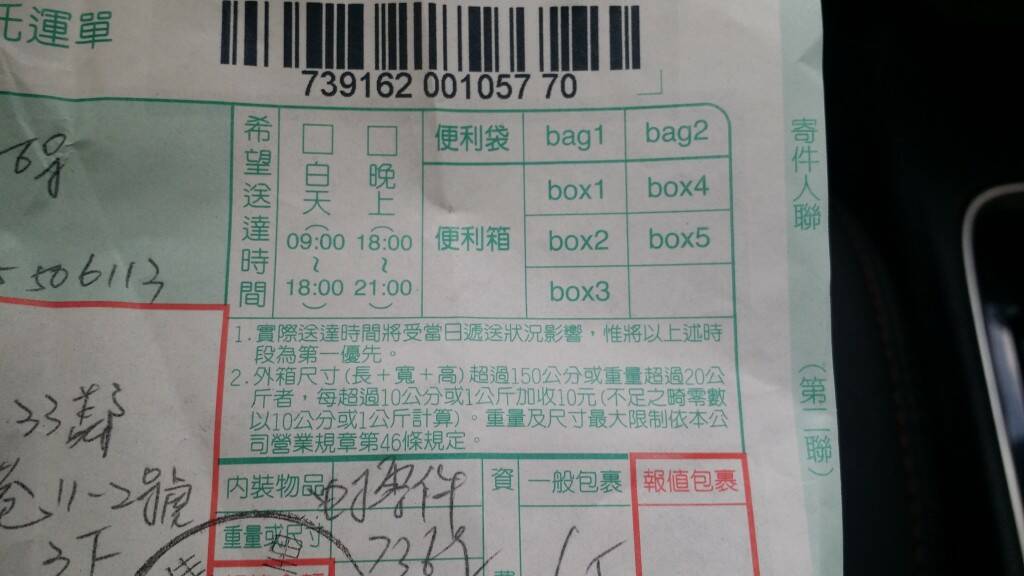 托運單
739162 001057 70
希望送達時間
白天
09:00
~
18:00
晚上
18:00
~
21:00
便利袋 bag1 bag2
便利箱
box1 box4
box2 box5
box3
寄件人聯
(第二聯)
506113
1.實際送達時間將受當日遞送狀況影響，惟將以上述時
段為第一優先。
2.外箱尺寸(長+寬+高)超過150公分或重量超過20公
斤者，每超過10公分或1公斤加收10元(不足之畸零數
以10公分或1公斤計算)。重量及尺寸最大限制依本公
司營業規章第46條規定。
33鄰
11-2號
內裝物品 電子零件 資 一般包裹 報值包裹
重量或尺寸